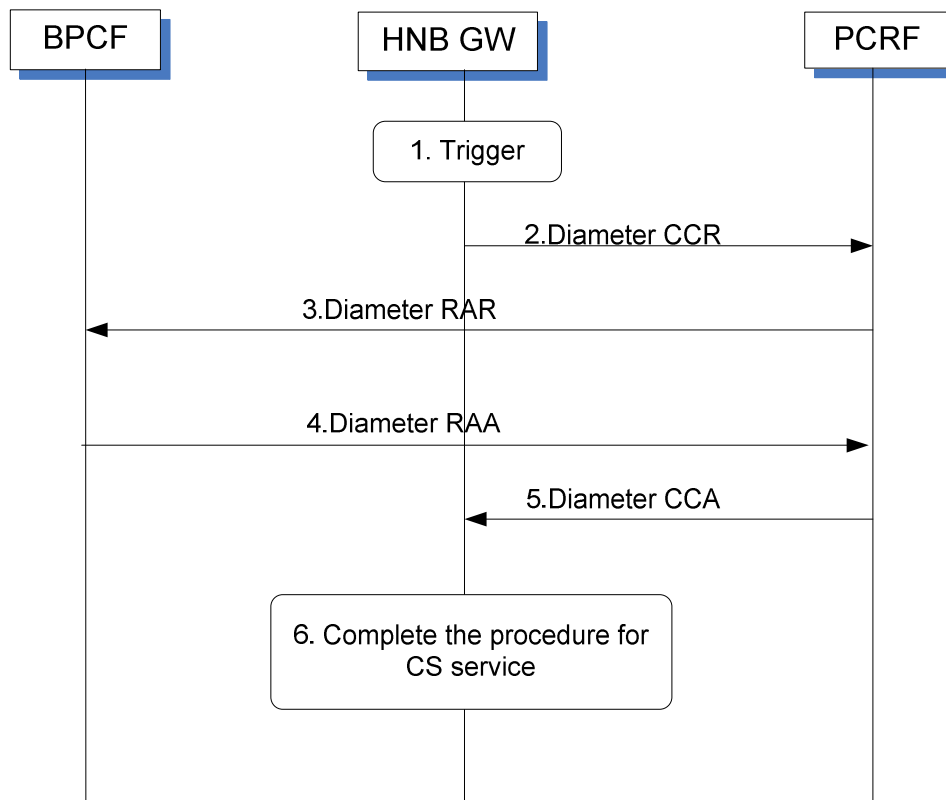 BPCF
HNB GW
PCRF
1. Trigger
2.Diameter CCR
3.Diameter RAR
4.Diameter RAA
5.Diameter CCA
6. Complete the procedure for
CS service